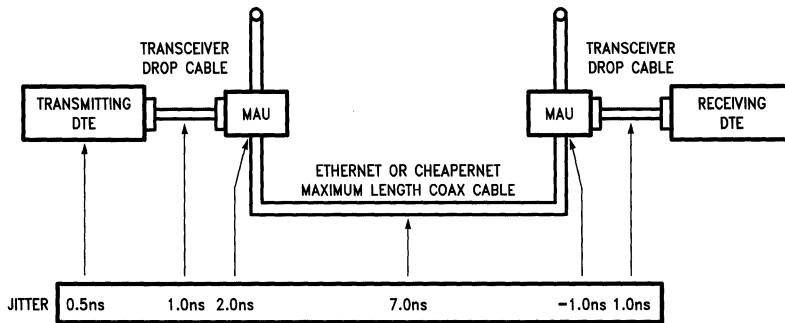 TRANSCEIVER
DROP CABLE
TRANSCEIVER
DROP CABLE
TRANSMITTING
DTE
MAU
MAU
RECEIVING
DTE
ETHERNET OR CHEAPERNET
MAXIMUM LENGTH COAX CABLE
JITTER 0.5ns 1.0ns 2.0ns 7.0ns −1.0ns 1.0ns